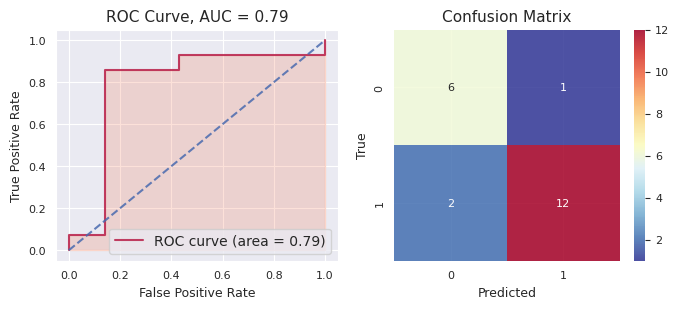 ROC Curve, AUC = 0.79
1.0
0.8
0.6
0.4
0.2
0.0
True Positive Rate
0.0 0.2 0.4 0.6 0.8 1.0
False Positive Rate
ROC curve (area = 0.79)
Confusion Matrix
True
0
1
6 1
2 12
0 1
Predicted
12
10
8
6
4
2